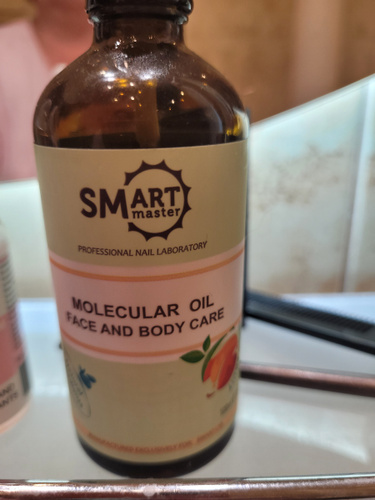 SMART
master
PROFESSIONAL NAIL LABORATORY
MOLECULAR OIL
FACE AND BODY CARE